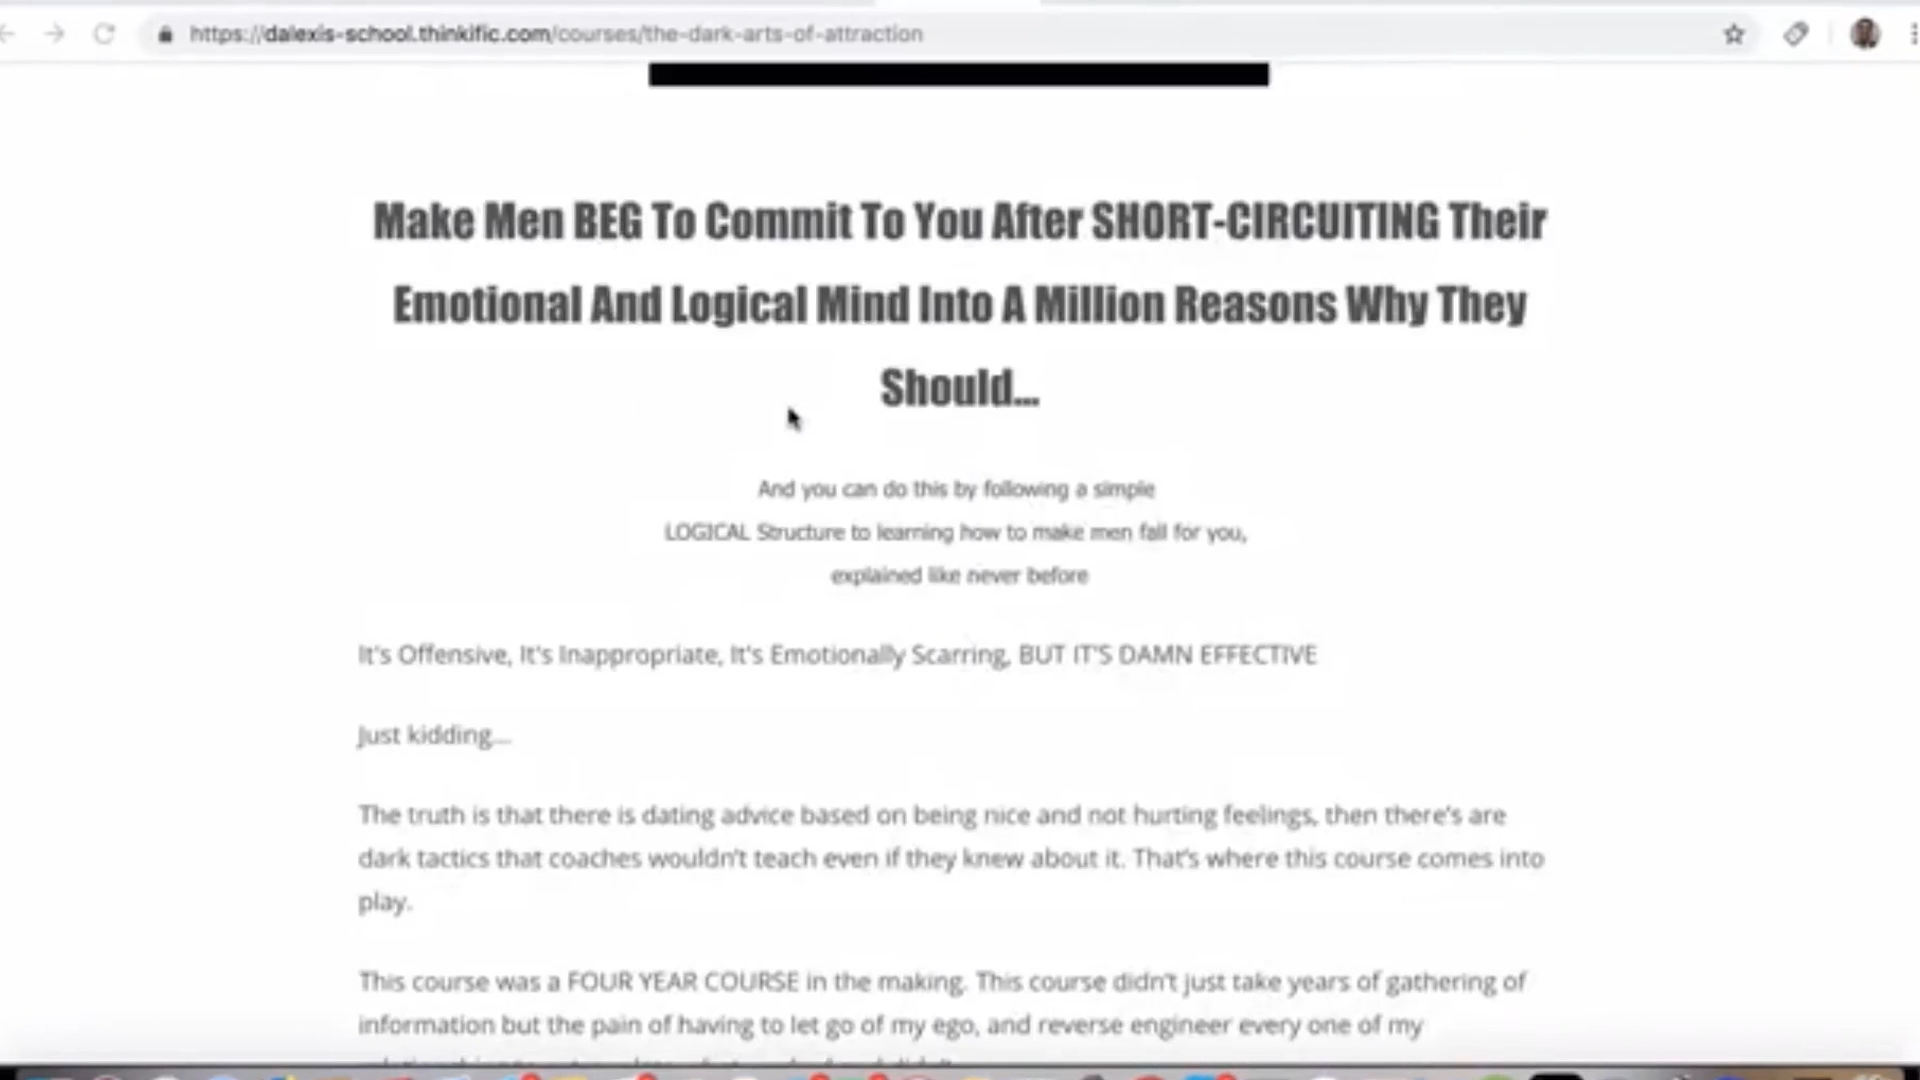 https://dalexis-school.thinkific.com/courses/the-dark-arts-of-attraction
Make Men BEG To Commit To You After SHORT-CIRCUITING Their
Emotional And Logical Mind Into A Million Reasons Why They
Should...
And you can do this by following a simple
LOGICAL Structure to learning how to make men fall for you,
explained like never before
It's Offensive, It's Inappropriate, It's Emotionally Scarring, BUT IT'S DAMN EFFECTIVE
Just kidding...
The truth is that there is dating advice based on being nice and not hurting feelings, then there's are
dark tactics that coaches wouldn't teach even if they knew about it. That's where this course comes into
play.
This course was a FOUR YEAR COURSE in the making. This course didn't just take years of gathering of
information but the pain of having to let go of my ego, and reverse engineer every one of my